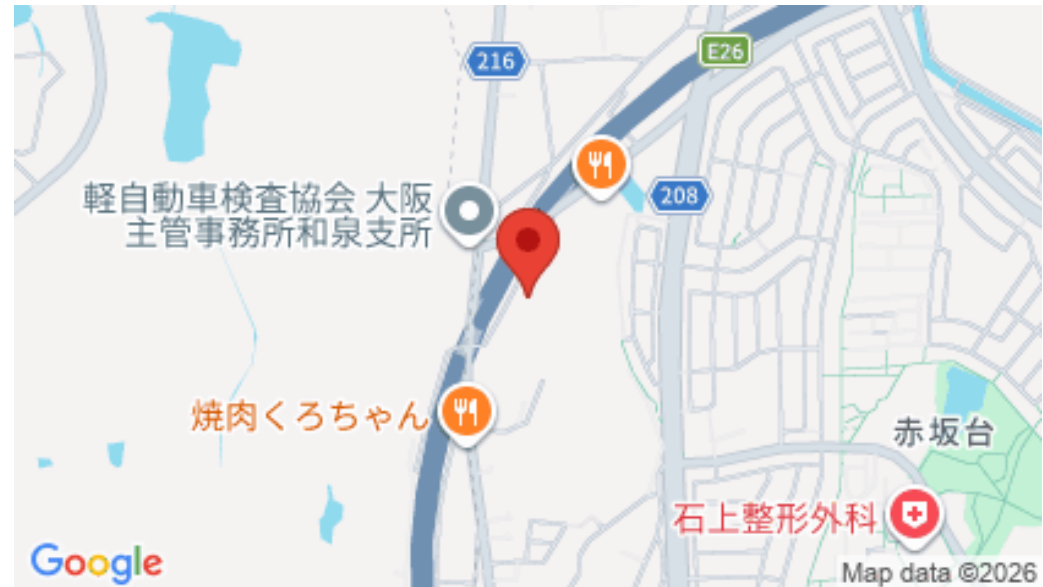 216
E26
208
軽自動車検査協会 大阪
主管事務所和泉支所
焼肉くろちゃん
赤坂台
石上整形外科
Google
Map data ©2026